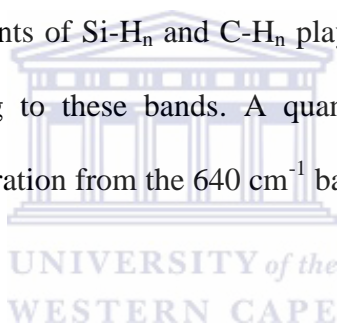 nts of Si-Hₙ and C-Hₙ play
g to these bands. A quan
ration from the 640 cm⁻¹ ba
UNIVERSITY of the
WESTERN CAPE